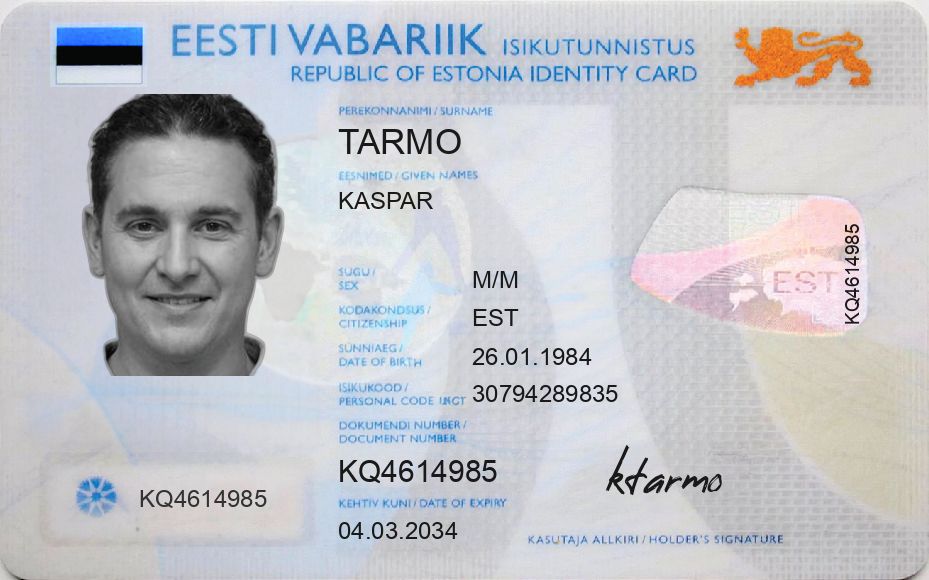 EESTI VABARIIK ISIKUTUNNISTUS
REPUBLIC OF ESTONIA IDENTITY CARD
PEREKONNANIMI / SURNAME
TARMO
EESNIMED / GIVEN NAMES
KASPAR
SUGU /
SEX
M/M
KODAKONDSUS /
CITIZENSHIP
EST
SÜNNIAEG /
DATE OF BIRTH
26.01.1984
ISIKUKOOD /
PERSONAL CODE
30794289835
DOKUMENDI NUMBER /
DOCUMENT NUMBER
KQ4614985
KEHTIV KUNI / DATE OF EXPIRY
04.03.2034
KQ4614985
EST
KQ4614985
ktarmo
KASUTAJA ALLKIRI / HOLDER'S SIGNATURE